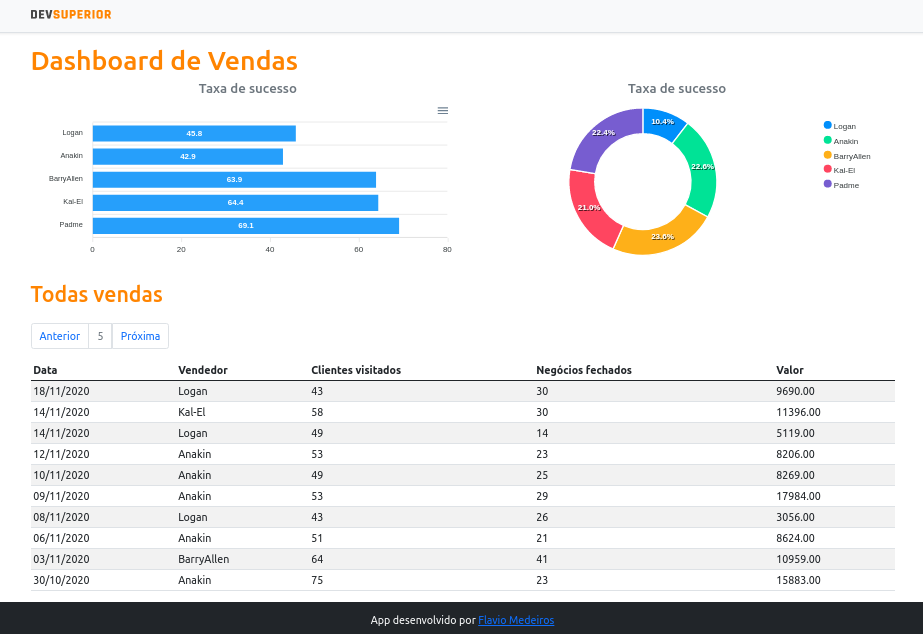 DEVSUPERIOR
Dashboard de Vendas
Taxa de sucesso
Logan 45.8
Anakin 42.9
BarryAllen 63.9
Kal-El 64.4
Padme 69.1
0 20 40 60 80
Taxa de sucesso
10.4%
22.6%
23.6%
21.0%
22.4%
Logan
Anakin
BarryAllen
Kal-El
Padme
Todas vendas
Anterior 5 Próxima
Data Vendedor Clientes visitados Negócios fechados Valor
18/11/2020 Logan 43 30 9690.00
14/11/2020 Kal-El 58 30 11396.00
14/11/2020 Logan 49 14 5119.00
12/11/2020 Anakin 53 23 8206.00
10/11/2020 Anakin 49 25 8269.00
09/11/2020 Anakin 53 29 17984.00
08/11/2020 Logan 43 26 3056.00
06/11/2020 Anakin 51 21 8624.00
03/11/2020 BarryAllen 64 41 10959.00
30/10/2020 Anakin 75 23 15883.00
App desenvolvido por Flavio Medeiros